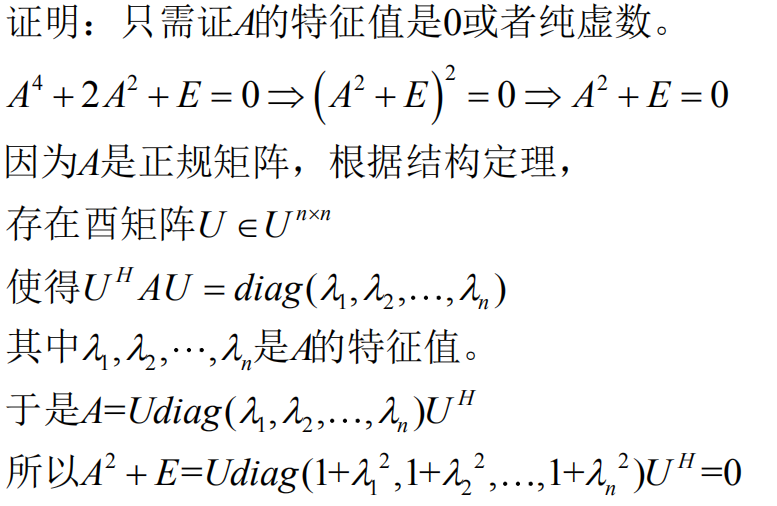 证明：只需证A的特征值是0或者纯虚数。
A⁴ + 2A² + E = 0 ⇒ (A² + E)² = 0 ⇒ A² + E = 0
因为A是正规矩阵，根据结构定理，
存在酉矩阵U ∈ Uⁿˣⁿ
使得Uᴴ AU = diag(λ₁,λ₂,…,λₙ)
其中λ₁,λ₂,⋯,λₙ是A的特征值。
于是A=Udiag(λ₁,λ₂,…,λₙ)Uᴴ
所以A² + E=Udiag(1+λ₁²,1+λ₂²,…,1+λₙ²)Uᴴ=0